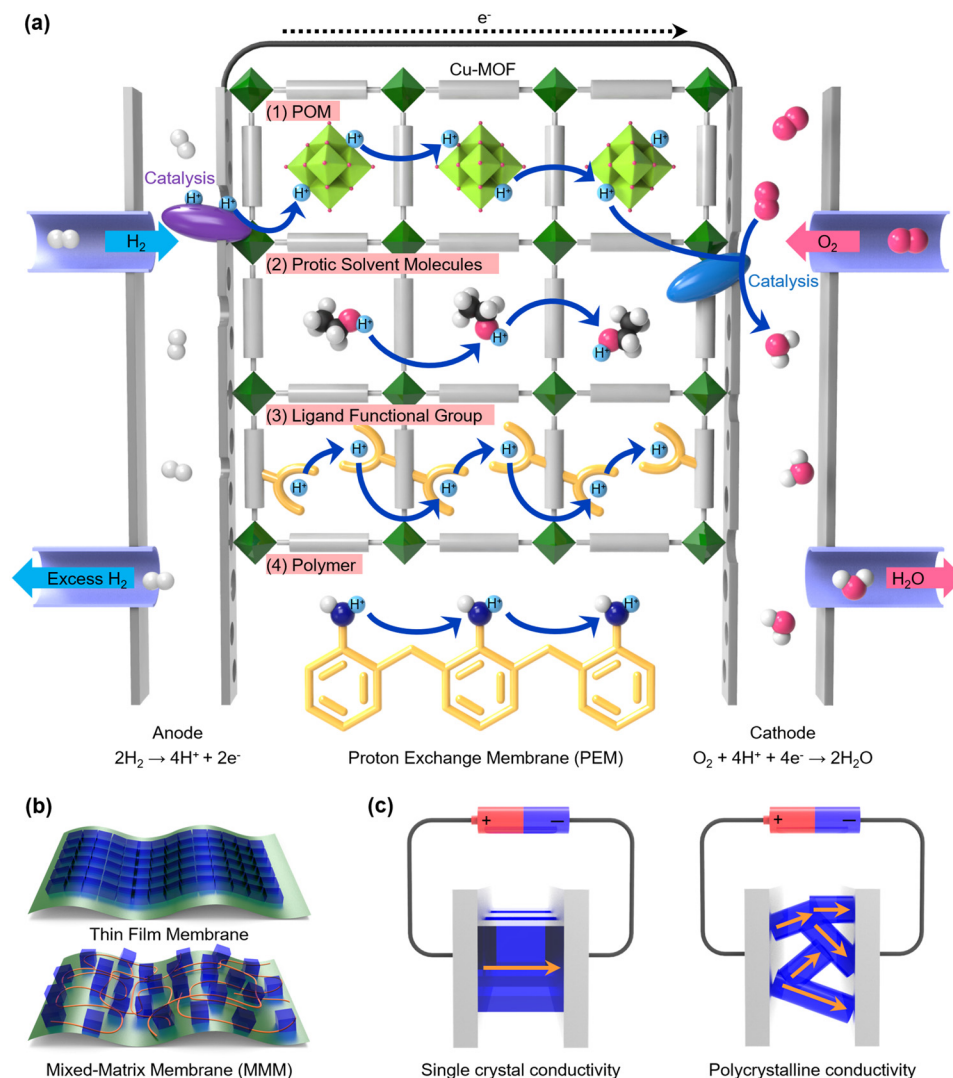 (a)
e⁻
Cu-MOF
(1) POM
H⁺ H⁺ H⁺
H⁺ H⁺ H⁺
Catalysis
H⁺ H⁺
H₂
O₂
(2) Protic Solvent Molecules
Catalysis
H⁺ H⁺ H⁺
(3) Ligand Functional Group
H⁺ H⁺ H⁺ H⁺ H⁺
(4) Polymer
Excess H₂
H₂O
H⁺ H⁺ H⁺
Anode
2H₂ → 4H⁺ + 2e⁻
Proton Exchange Membrane (PEM)
Cathode
O₂ + 4H⁺ + 4e⁻ → 2H₂O
(b)
Thin Film Membrane
Mixed-Matrix Membrane (MMM)
(c)
+ −
+ −
Single crystal conductivity
Polycrystalline conductivity